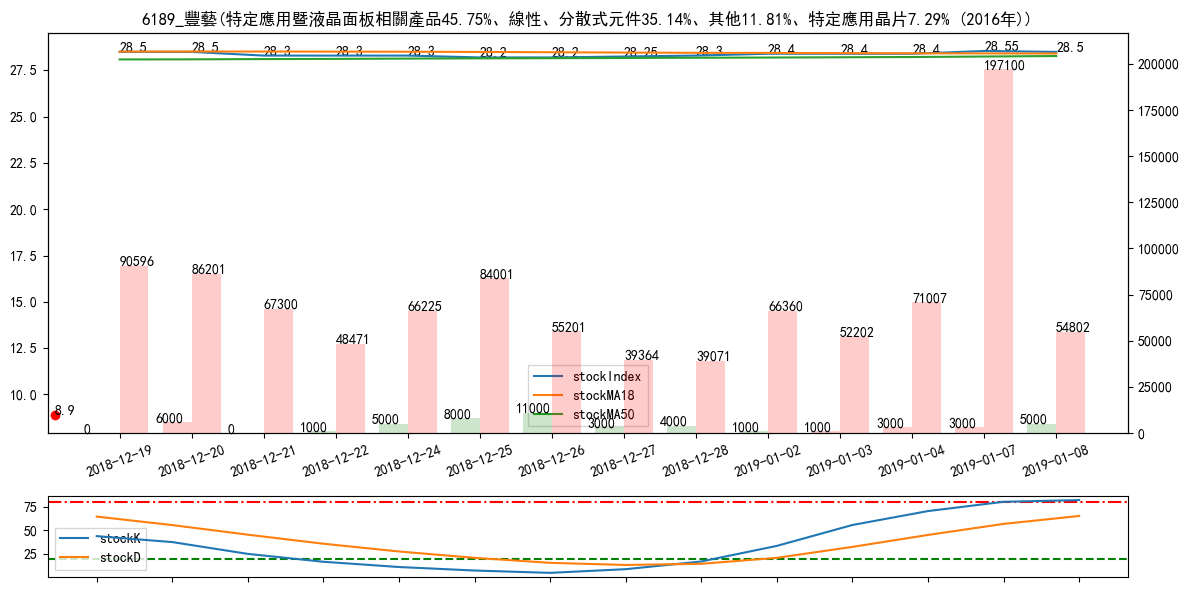 6189_豐藝(特定應用暨液晶面板相關產品45.75%、線性、分散式元件35.14%、其他11.81%、特定應用晶片7.29% (2016年))
28.5 28.5 28.3 28.3 28.3 28.2 28.2 28.25 28.3 28.4 28.4 28.4 28.55 28.5
27.5 25.0 22.5 20.0 17.5 15.0 12.5 10.0
200000 175000 150000 125000 100000 75000 50000 25000 0
90596 86201 67300 48471 66225 84001 55201 39364 39071 66360 52202 71007 197100 54802
stockIndex
stockMA18
stockMA50
8.9
0 6000 0 1000 5000 8000 11000 3000 4000 1000 1000 3000 3000 5000
2018-12-19 2018-12-20 2018-12-21 2018-12-22 2018-12-24 2018-12-25 2018-12-26 2018-12-27 2018-12-28 2019-01-02 2019-01-03 2019-01-04 2019-01-07 2019-01-08
75 50 25
stockK
stockD